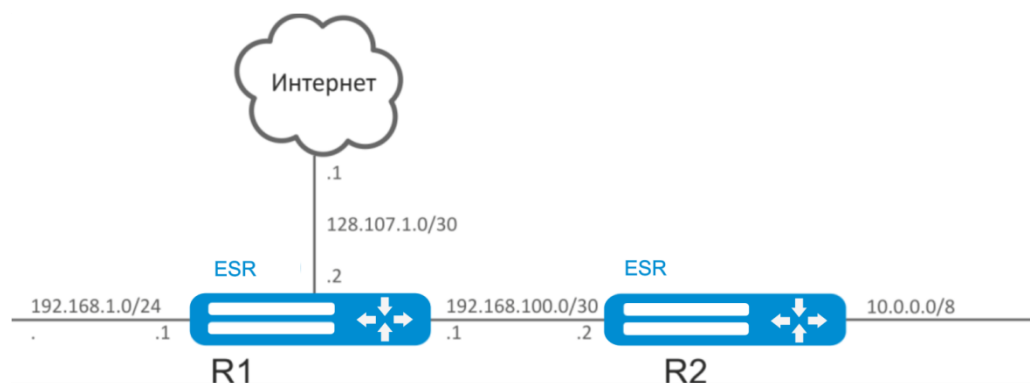 Интернет
.1
128.107.1.0/30
.2
ESR
ESR
192.168.1.0/24
192.168.100.0/30
10.0.0.0/8
.
.1
.1
.2
R1
R2